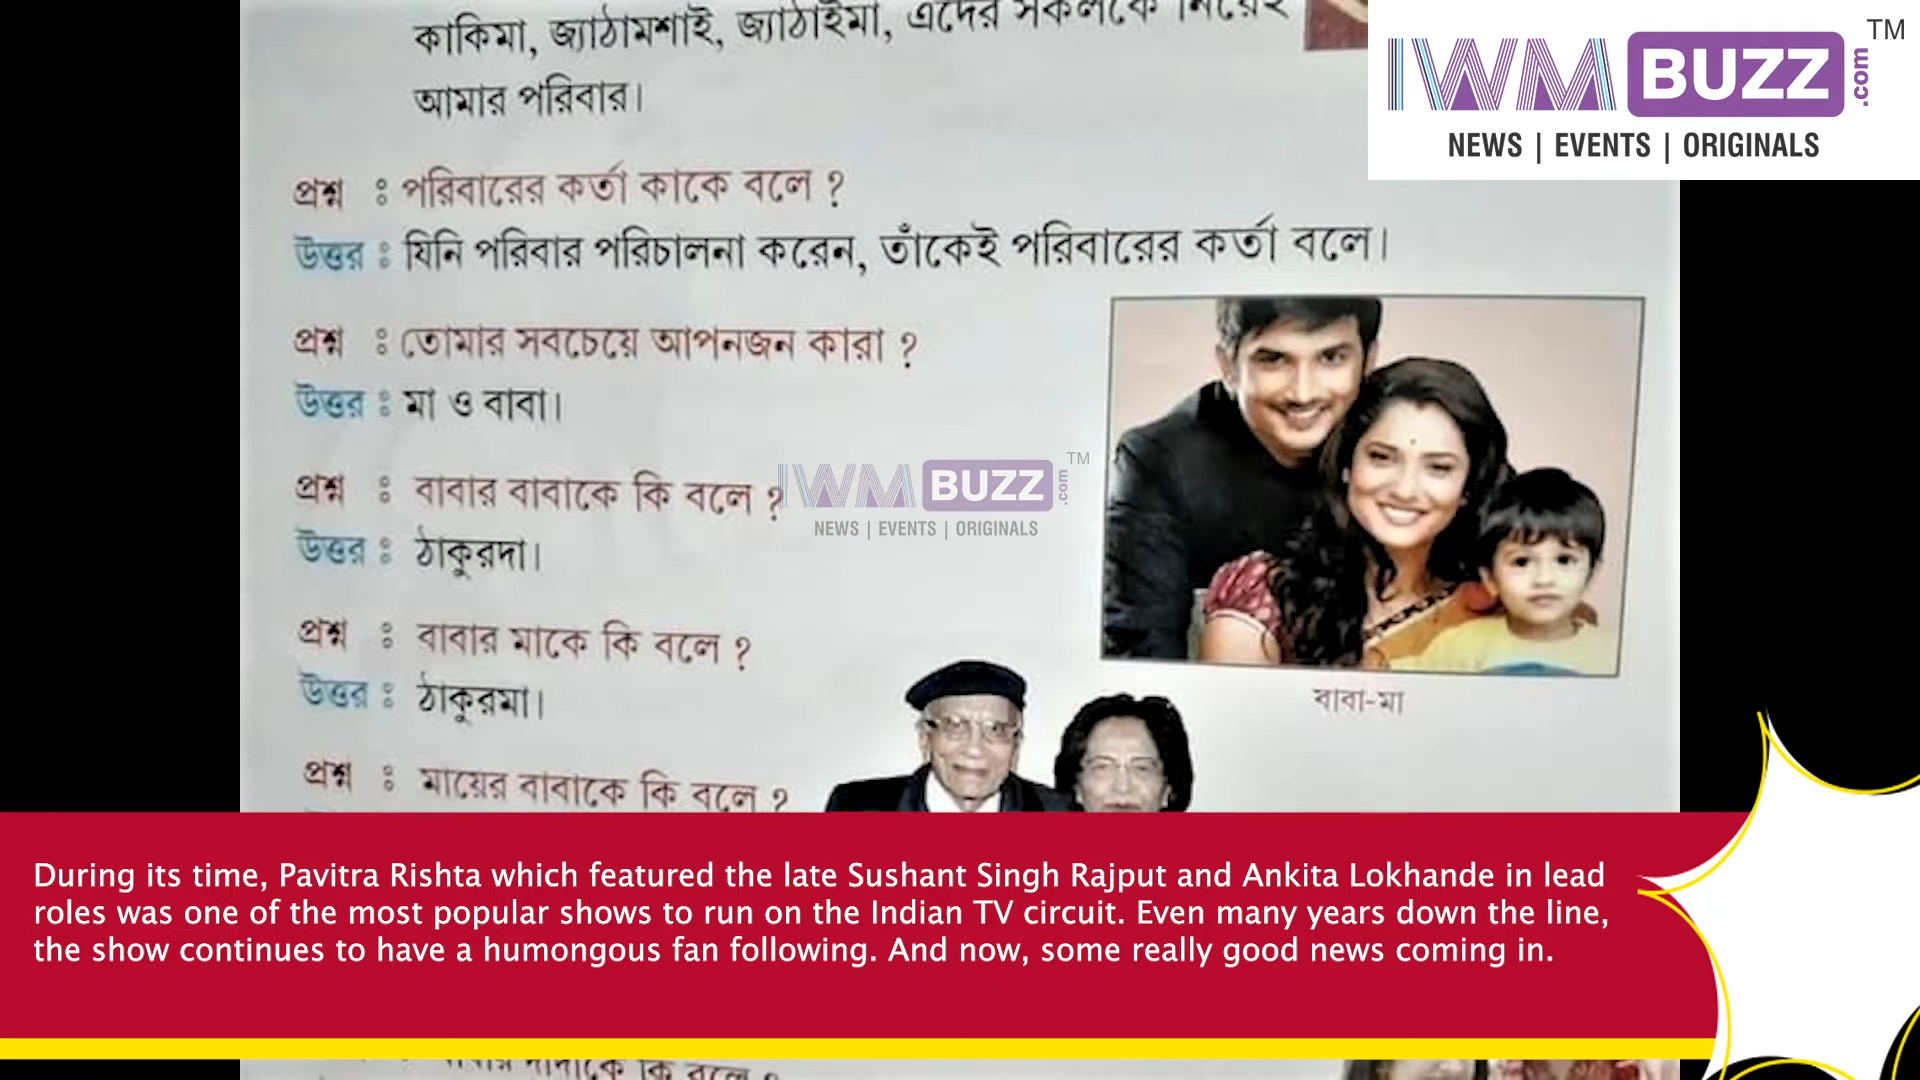 কাকিমা, জ্যাঠামশাই, জ্যাঠাইমা, এদের সকলকে নিয়েই
আমার পরিবার।
প্রশ্ন : পরিবারের কর্তা কাকে বলে ?
উত্তর : যিনি পরিবার পরিচালনা করেন, তাঁকেই পরিবারের কর্তা বলে।
প্রশ্ন : তোমার সবচেয়ে আপনজন কারা ?
উত্তর : মা ও বাবা।
প্রশ্ন : বাবার বাবাকে কি বলে ?
উত্তর : ঠাকুরদা।
প্রশ্ন : বাবার মাকে কি বলে ?
উত্তর : ঠাকুরমা।
প্রশ্ন : মায়ের বাবাকে কি বলে ?
বাবা-মা
IWMBUZZ.com TM
NEWS | EVENTS | ORIGINALS
IWMBUZZ.com TM
NEWS | EVENTS | ORIGINALS
During its time, Pavitra Rishta which featured the late Sushant Singh Rajput and Ankita Lokhande in lead
roles was one of the most popular shows to run on the Indian TV circuit. Even many years down the line,
the show continues to have a humongous fan following. And now, some really good news coming in.
কি বলে ?